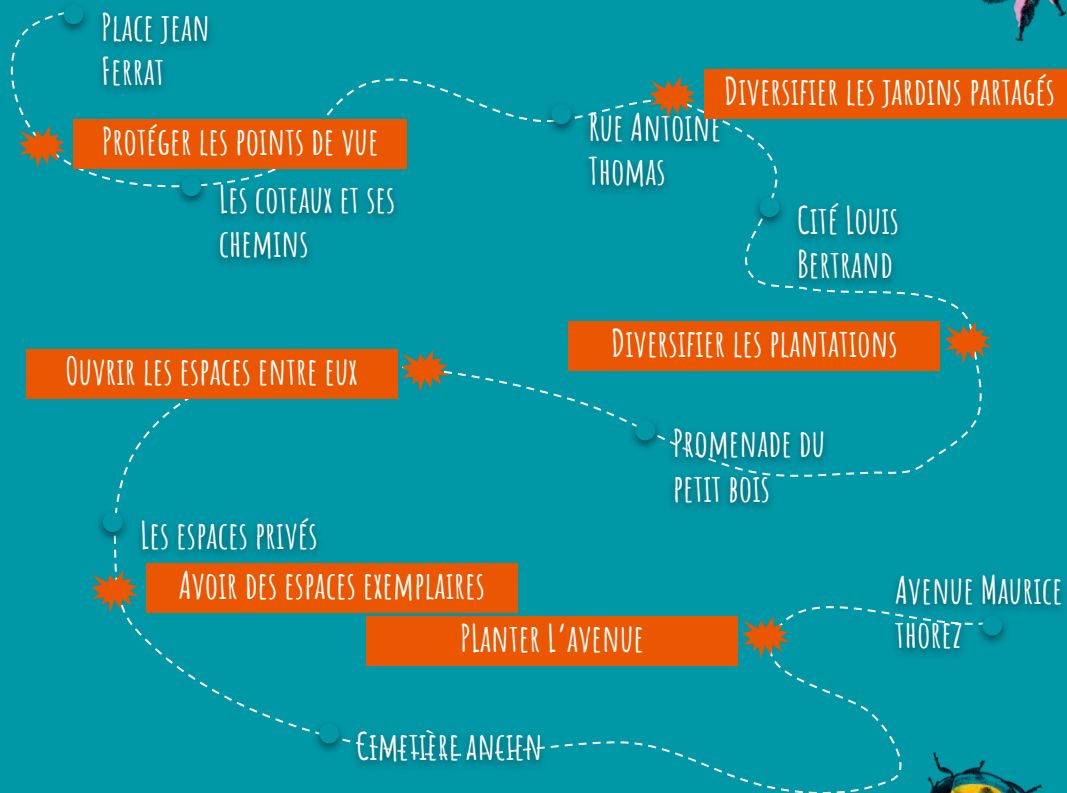 Place Jean
Ferrat
Diversifier les jardins partagés
Protéger les points de vue
Rue Antoine
Thomas
Les coteaux et ses
chemins
Cité Louis
Bertrand
Diversifier les plantations
Ouvrir les espaces entre eux
Promenade du
petit bois
Les espaces privés
Avoir des espaces exemplaires
Avenue Maurice
thorez
PLanter L’avenue
Cimetière ancien